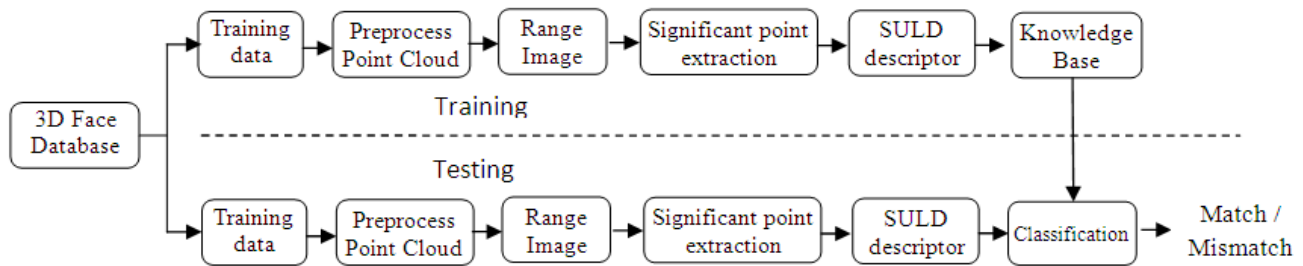 3D Face
Database
Training
data
Preprocess
Point Cloud
Range
Image
Significant point
extraction
SULD
descriptor
Knowledge
Base
Training
Testing
Training
data
Preprocess
Point Cloud
Range
Image
Significant point
extraction
SULD
descriptor
Classification
Match /
Mismatch